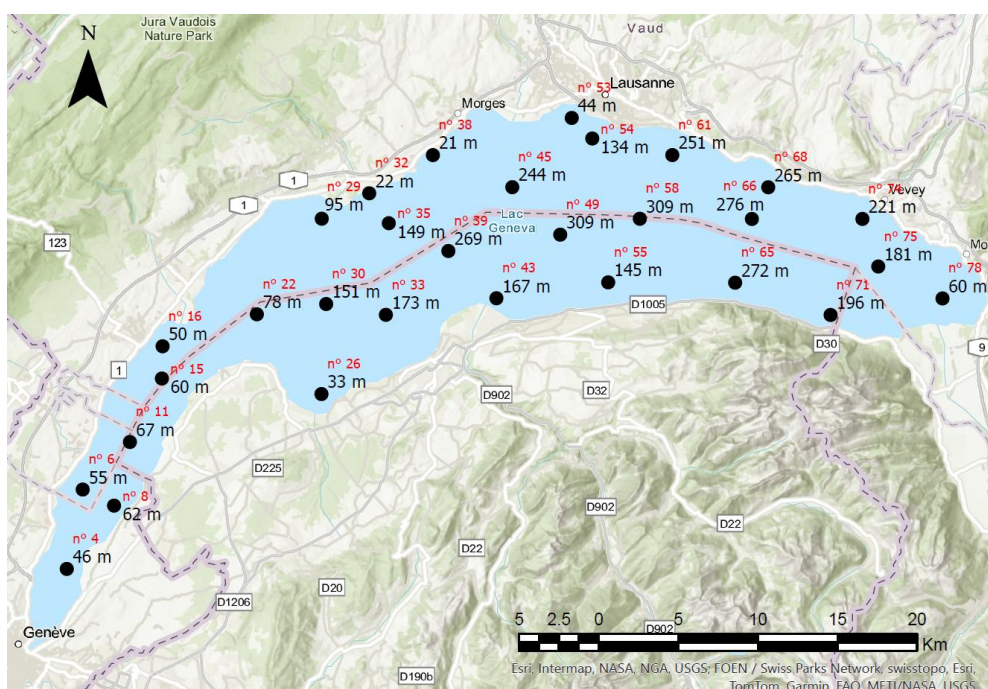 Jura Vaudois
Nature Park
Vaud
N
Lausanne
nº 53
44 m
Morges
nº 38
21 m
nº 54
134 m
nº 61
251 m
nº 32
22 m
nº 45
244 m
nº 68
265 m
1
nº 29
95 m
nº 66
276 m
nº 58
309 m
nº 74
Vevey
221 m
1
nº 35
149 m
Lac
Geneva
nº 49
309 m
nº 39
269 m
123
nº 75
181 m
Mo
nº 78
60 m
nº 55
145 m
nº 65
272 m
nº 43
167 m
nº 30
151 m
nº 33
173 m
nº 22
78 m
nº 71
196 m
D1005
nº 16
50 m
D30
9
1
nº 15
60 m
nº 26
33 m
D902
D32
nº 11
67 m
nº 6
55 m
D225
nº 8
62 m
D902
D22
nº 4
46 m
D22
D1206
D20
Genève
D902
5 2.5 0 5 10 15 20
Km
D190b
Esri, Intermap, NASA, NGA, USGS; FOEN / Swiss Parks Network, swisstopo, Esri,
TomTom, Garmin, FAO, METI/NASA, USGS